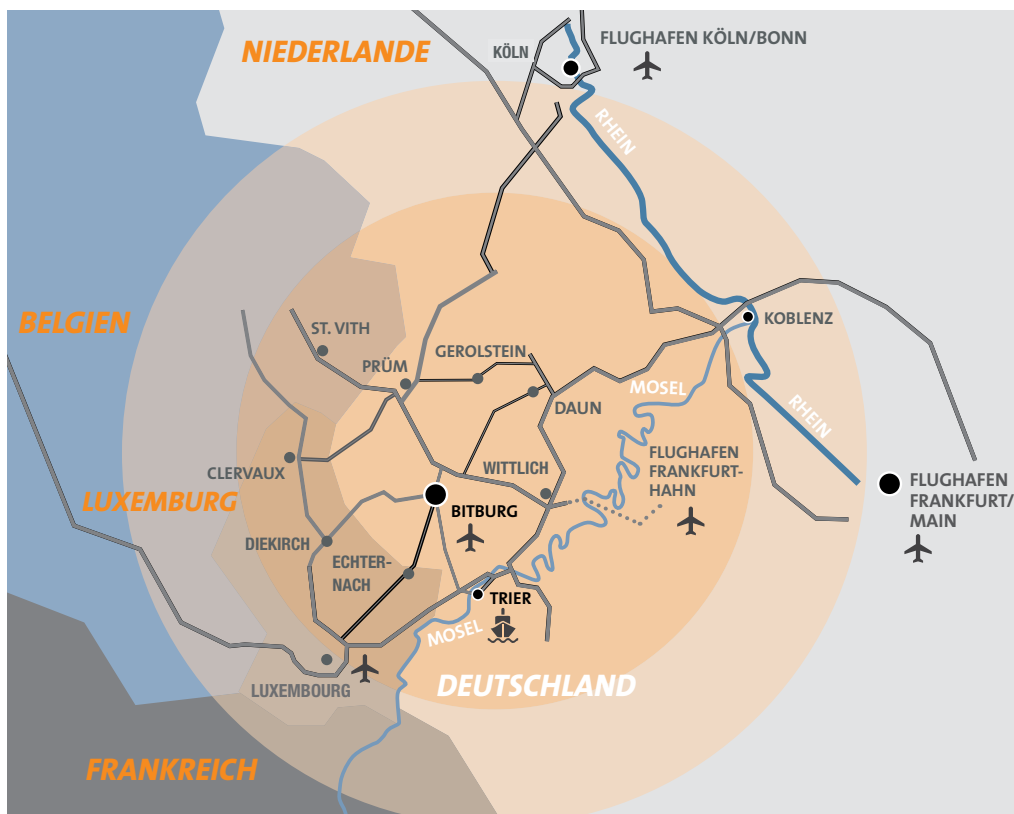 NIEDERLANDE
KÖLN
FLUGHAFEN KÖLN/BONN
RHEIN
BELGIEN
ST. VITH
KOBLENZ
PRÜM
GEROLSTEIN
MOSEL
DAUN
RHEIN
CLERVAUX
WITTLICH
FLUGHAFEN
FRANKFURT-
HAHN
FLUGHAFEN
FRANKFURT/
MAIN
LUXEMBURG
BITBURG
DIEKIRCH
ECHTER-
NACH
TRIER
MOSEL
LUXEMBOURG
DEUTSCHLAND
FRANKREICH